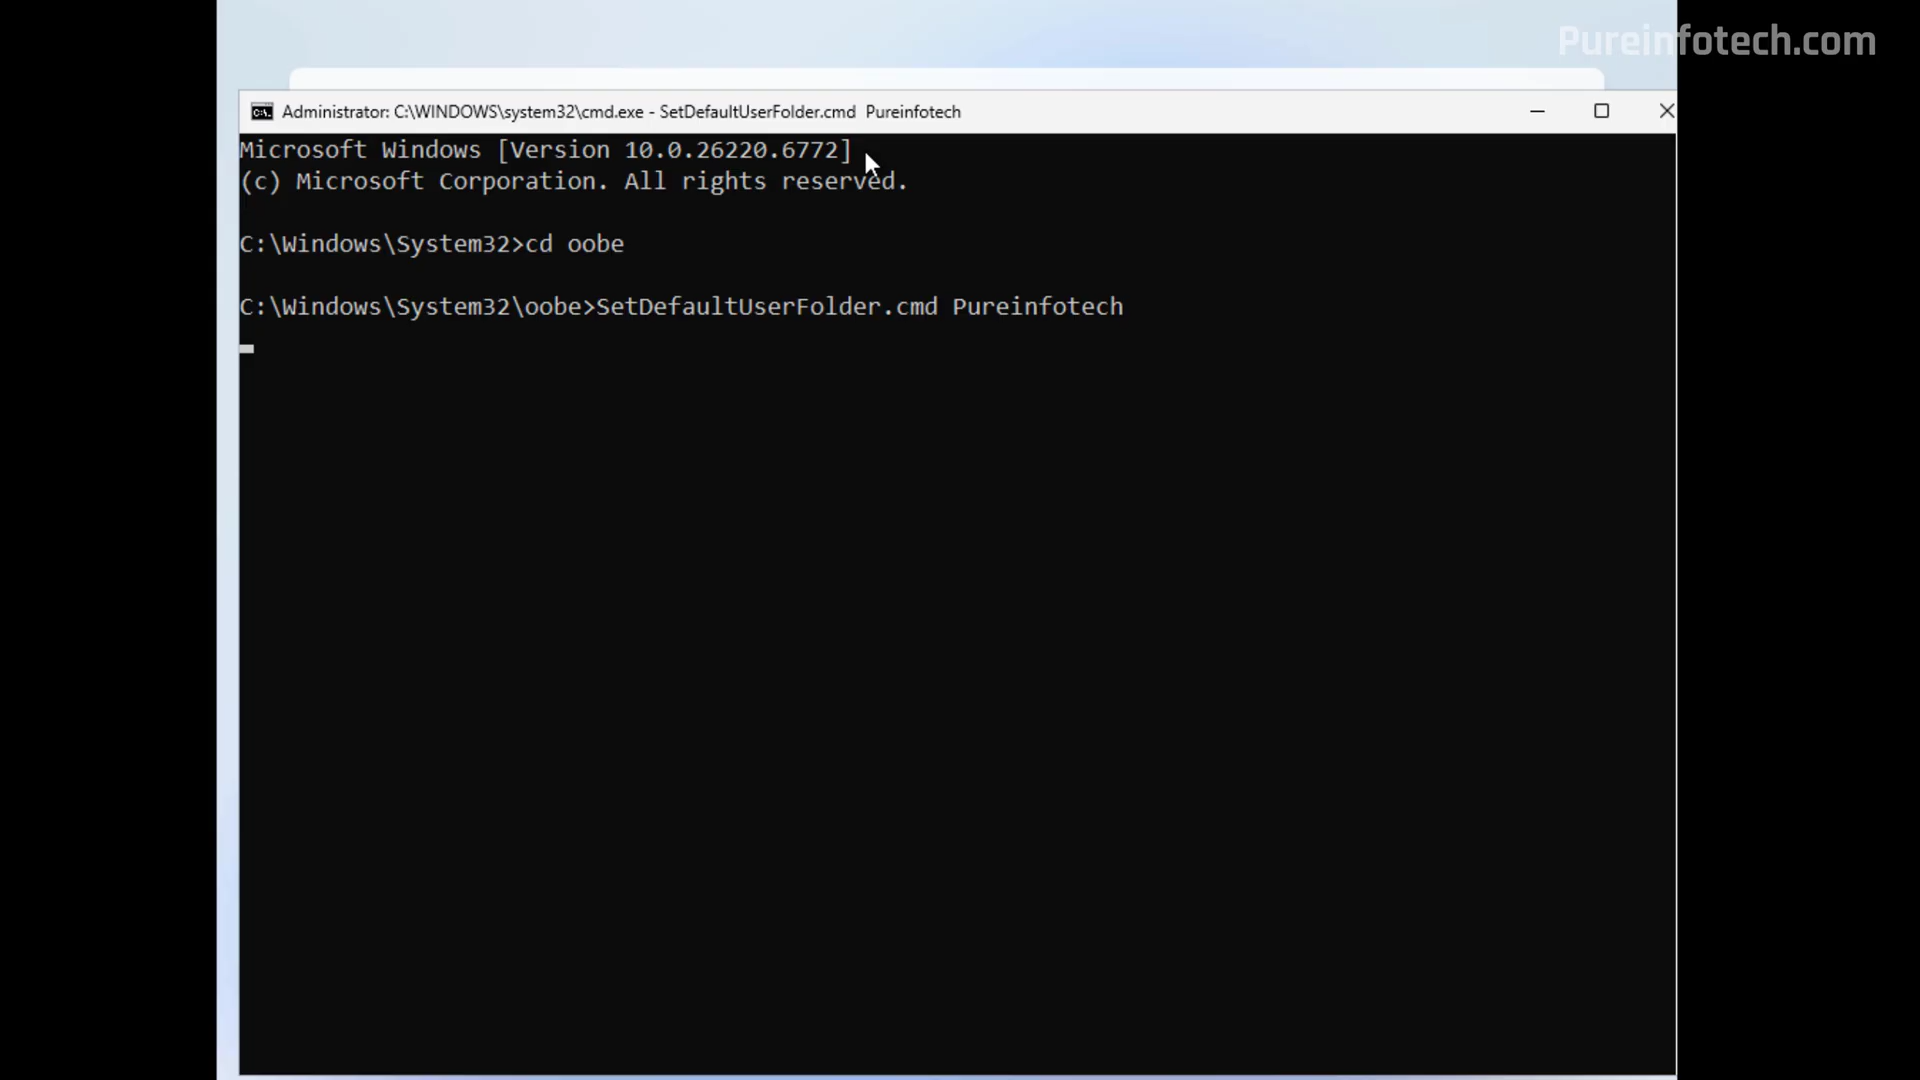 Pureinfotech.com
Administrator: C:\WINDOWS\system32\cmd.exe - SetDefaultUserFolder.cmd  Pureinfotech
Microsoft Windows [Version 10.0.26220.6772]
(c) Microsoft Corporation. All rights reserved.
C:\Windows\System32>cd oobe
C:\Windows\System32\oobe>SetDefaultUserFolder.cmd Pureinfotech